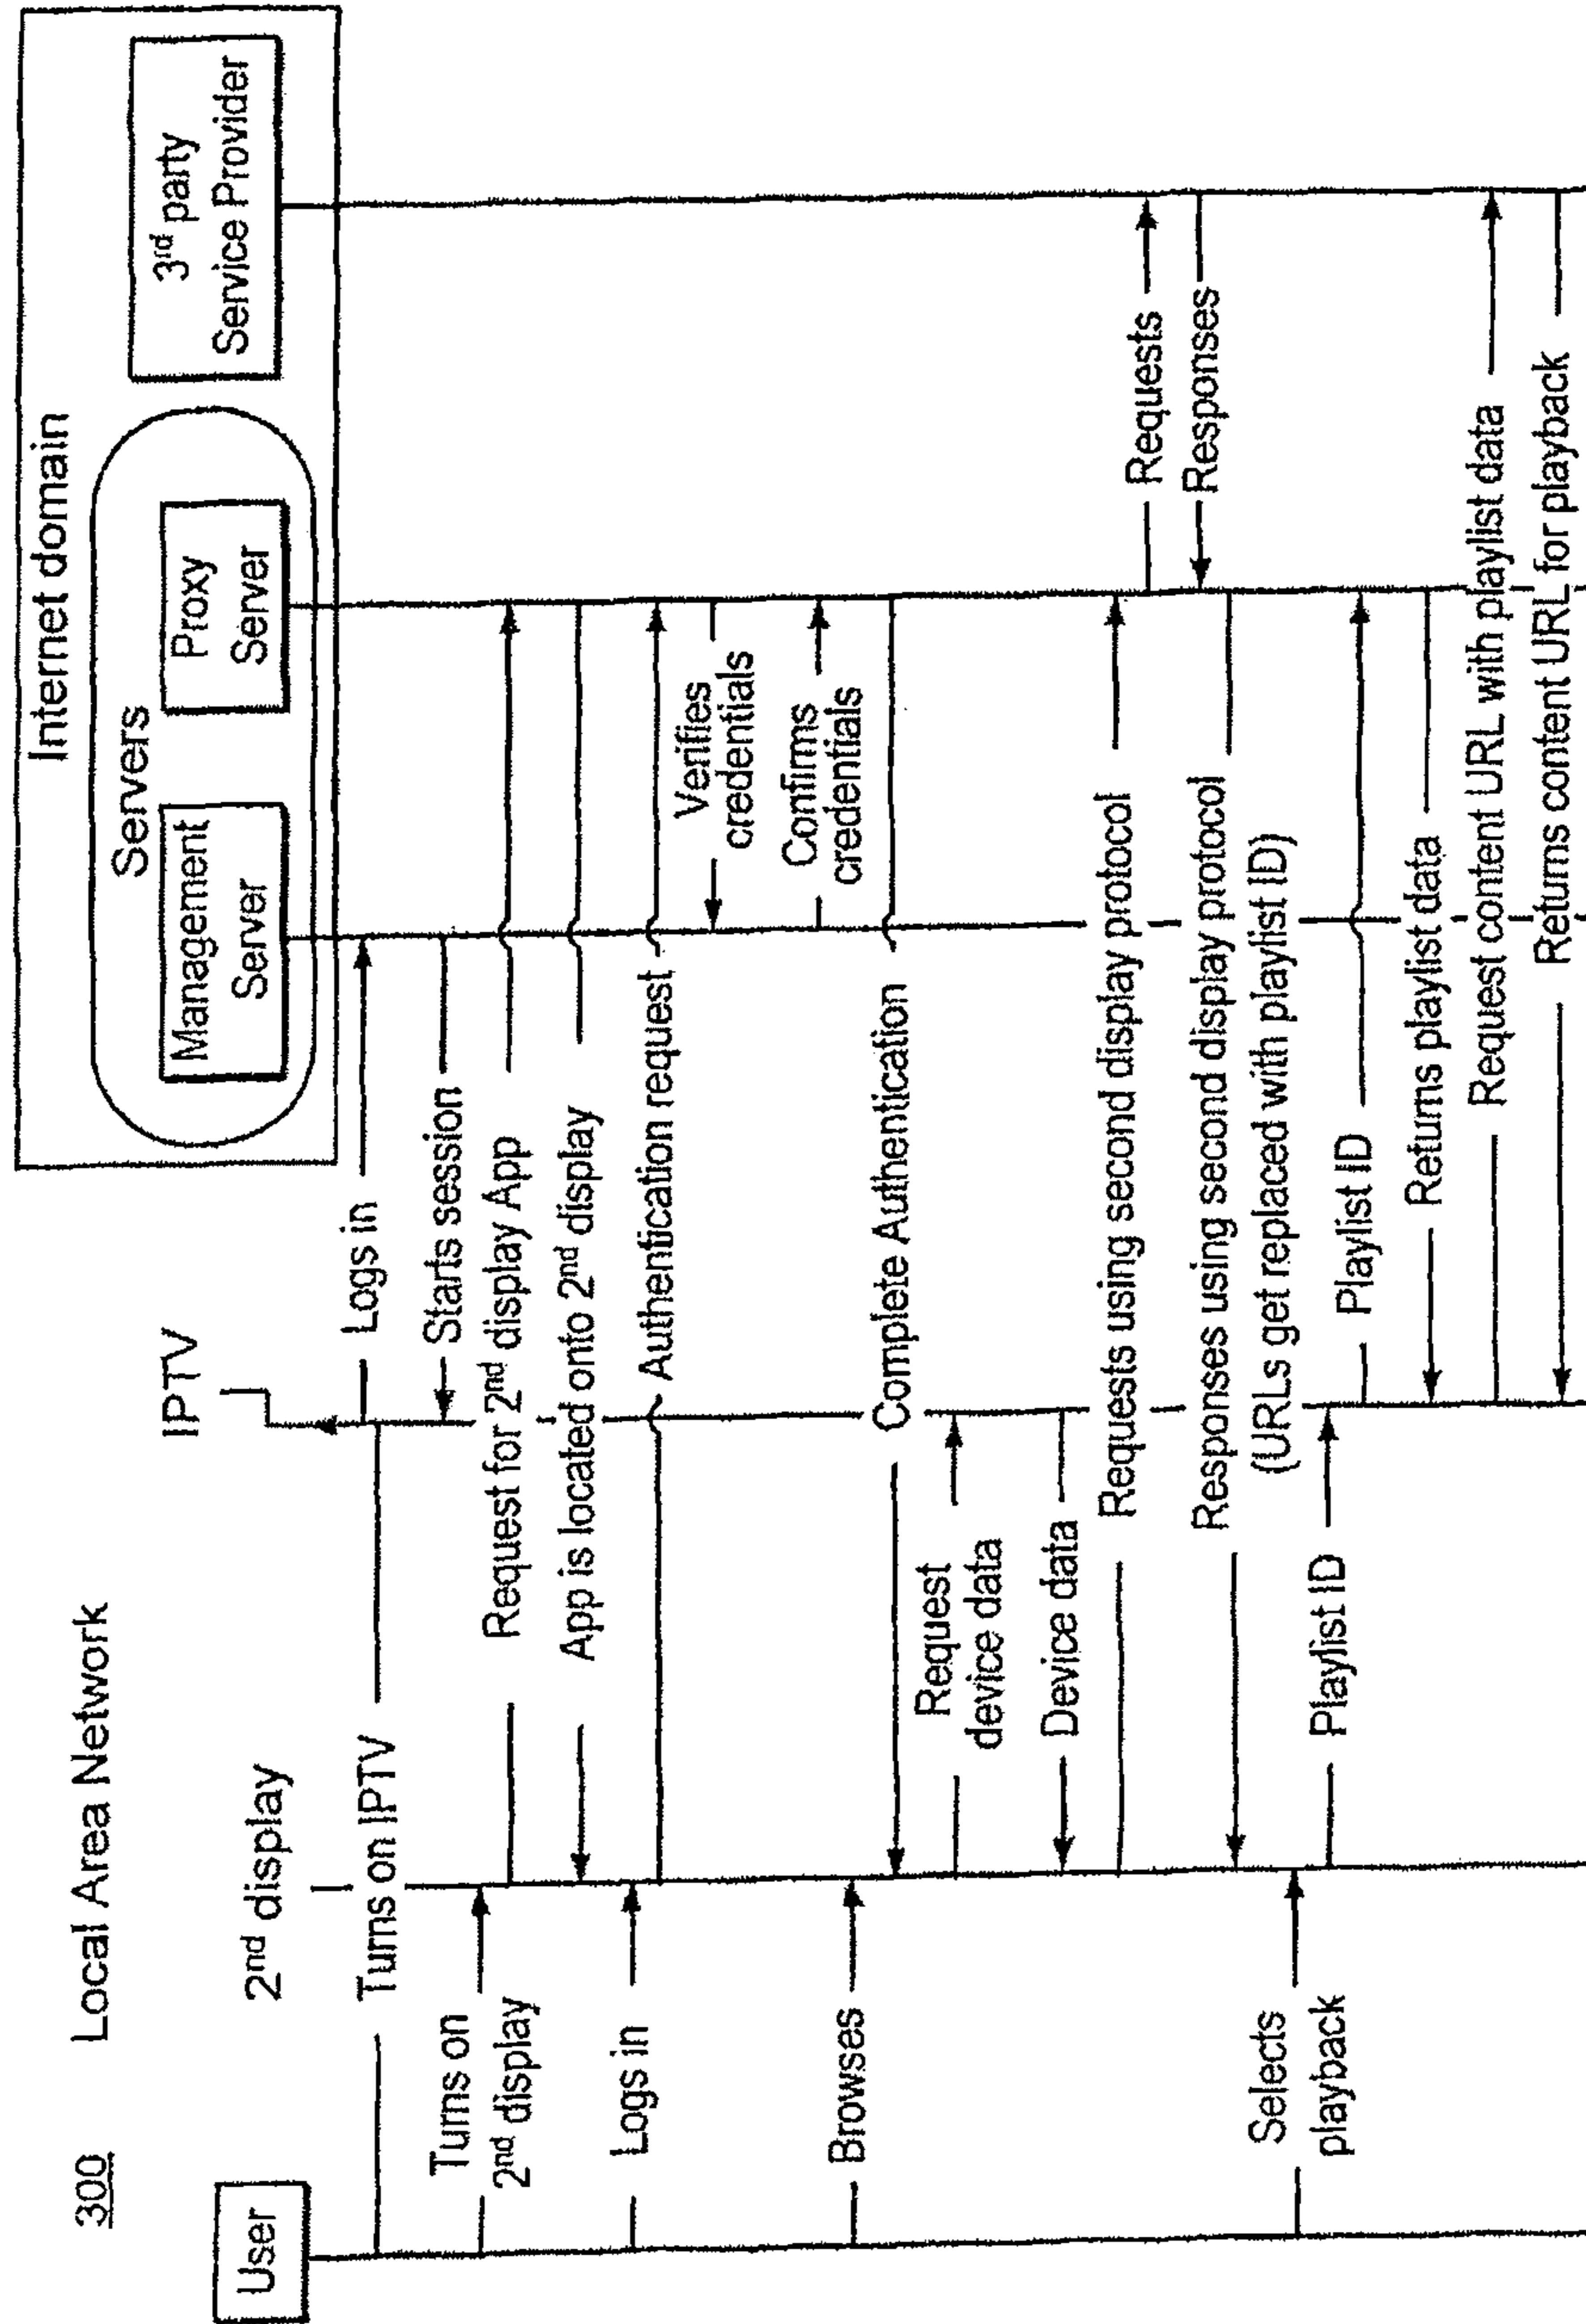 300
Local Area Network
Internet domain
Servers
User
2nd display
IPTV
Management
Server
Proxy
Server
3rd party
Service Provider
Turns on IPTV
Logs in
Starts session
Turns on
2nd display
Request for 2nd display App
App is located onto 2nd display
Logs in
Authentication request
Verifies
credentials
Confirms
credentials
Browses
Complete Authentication
Request
device data
Device data
Requests using second display protocol
Requests
Responses
Responses using second display protocol
(URLs get replaced with playlist ID)
Selects
playback
Playlist ID
Playlist ID
Returns playlist data
Request content URL with playlist data
Returns content URL for playback